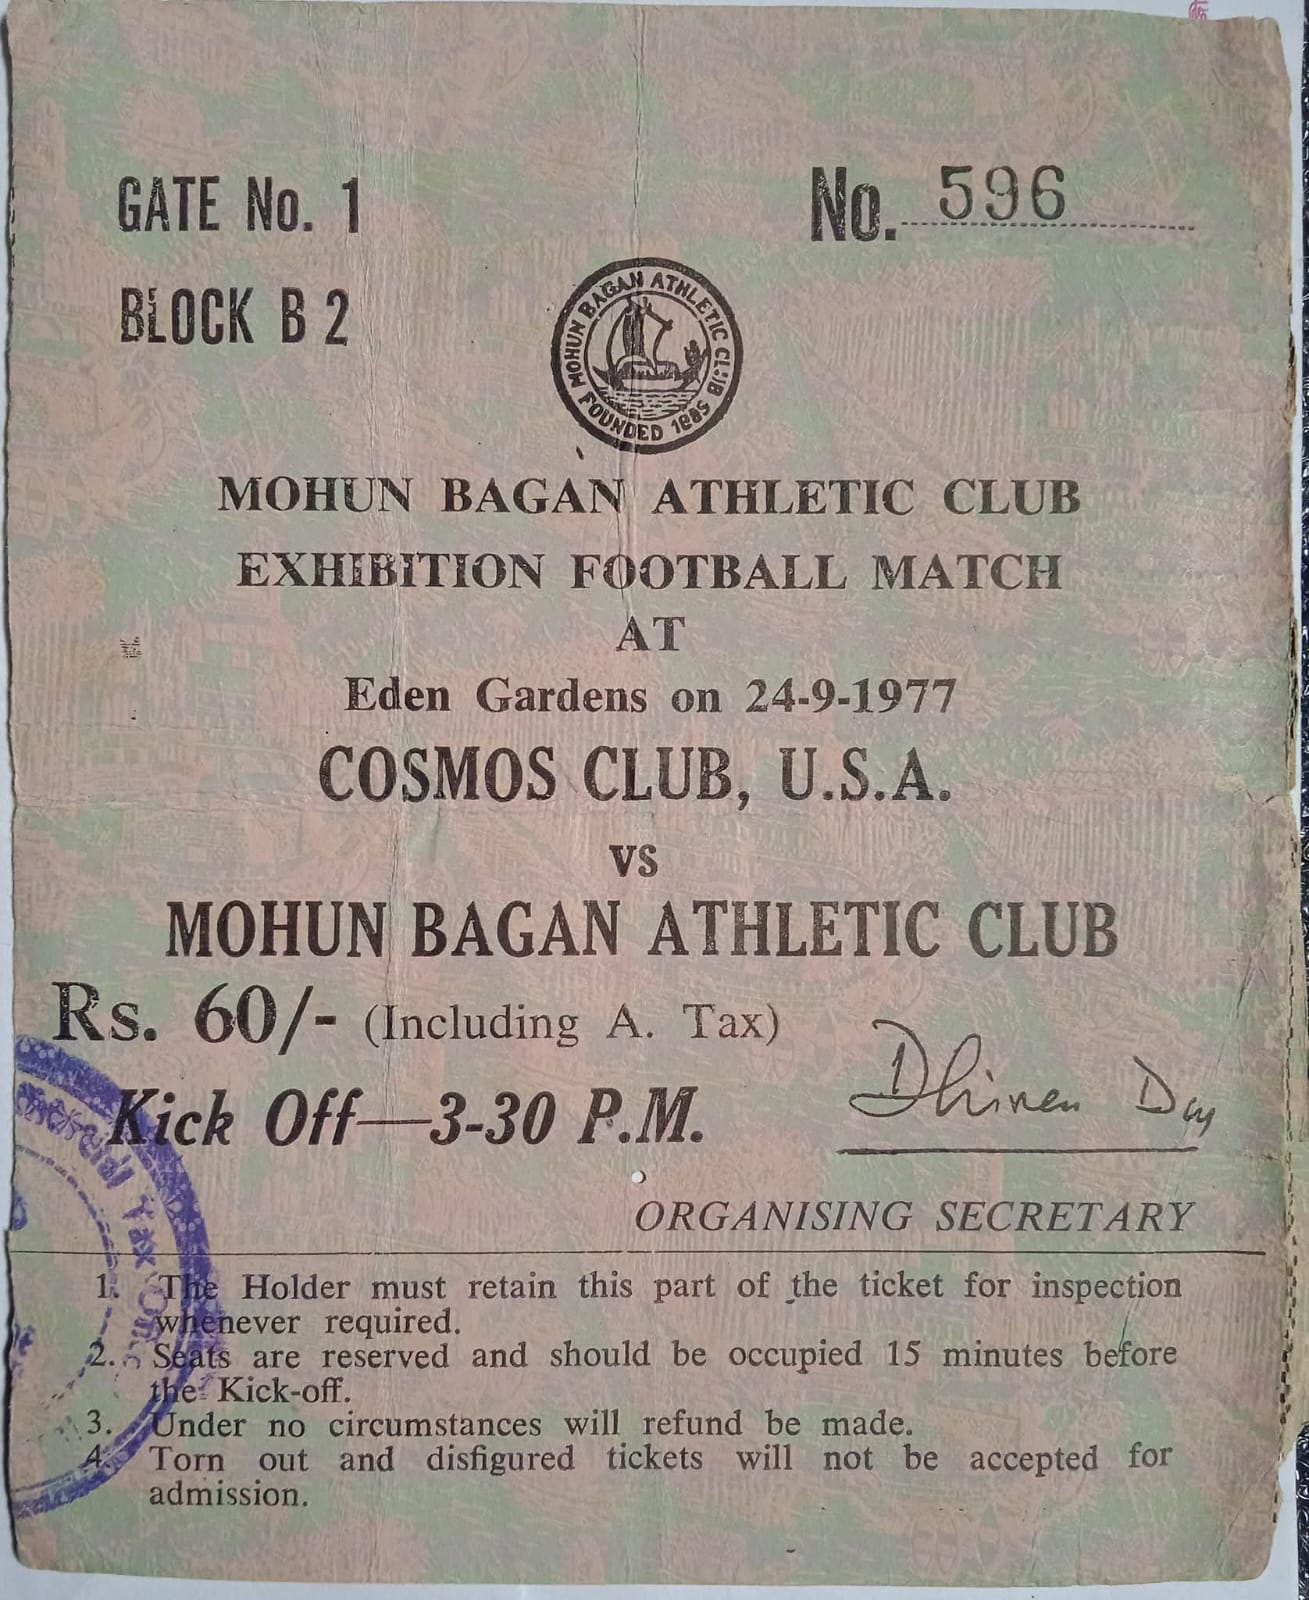 GATE No. 1
No. 596
BLOCK B 2
MOHUN BAGAN ATHLETIC CLUB
FOUNDED 1885
MOHUN BAGAN ATHLETIC CLUB
EXHIBITION FOOTBALL MATCH
AT
Eden Gardens on 24-9-1977
COSMOS CLUB, U.S.A.
VS
MOHUN BAGAN ATHLETIC CLUB
Rs. 60/- (Including A. Tax)
Dhiren Dey
Kick Off—3-30 P.M.
ORGANISING SECRETARY
1. The Holder must retain this part of the ticket for inspection
whenever required.
2. Seats are reserved and should be occupied 15 minutes before
the Kick-off.
3. Under no circumstances will refund be made.
4. Torn out and disfigured tickets will not be accepted for
admission.